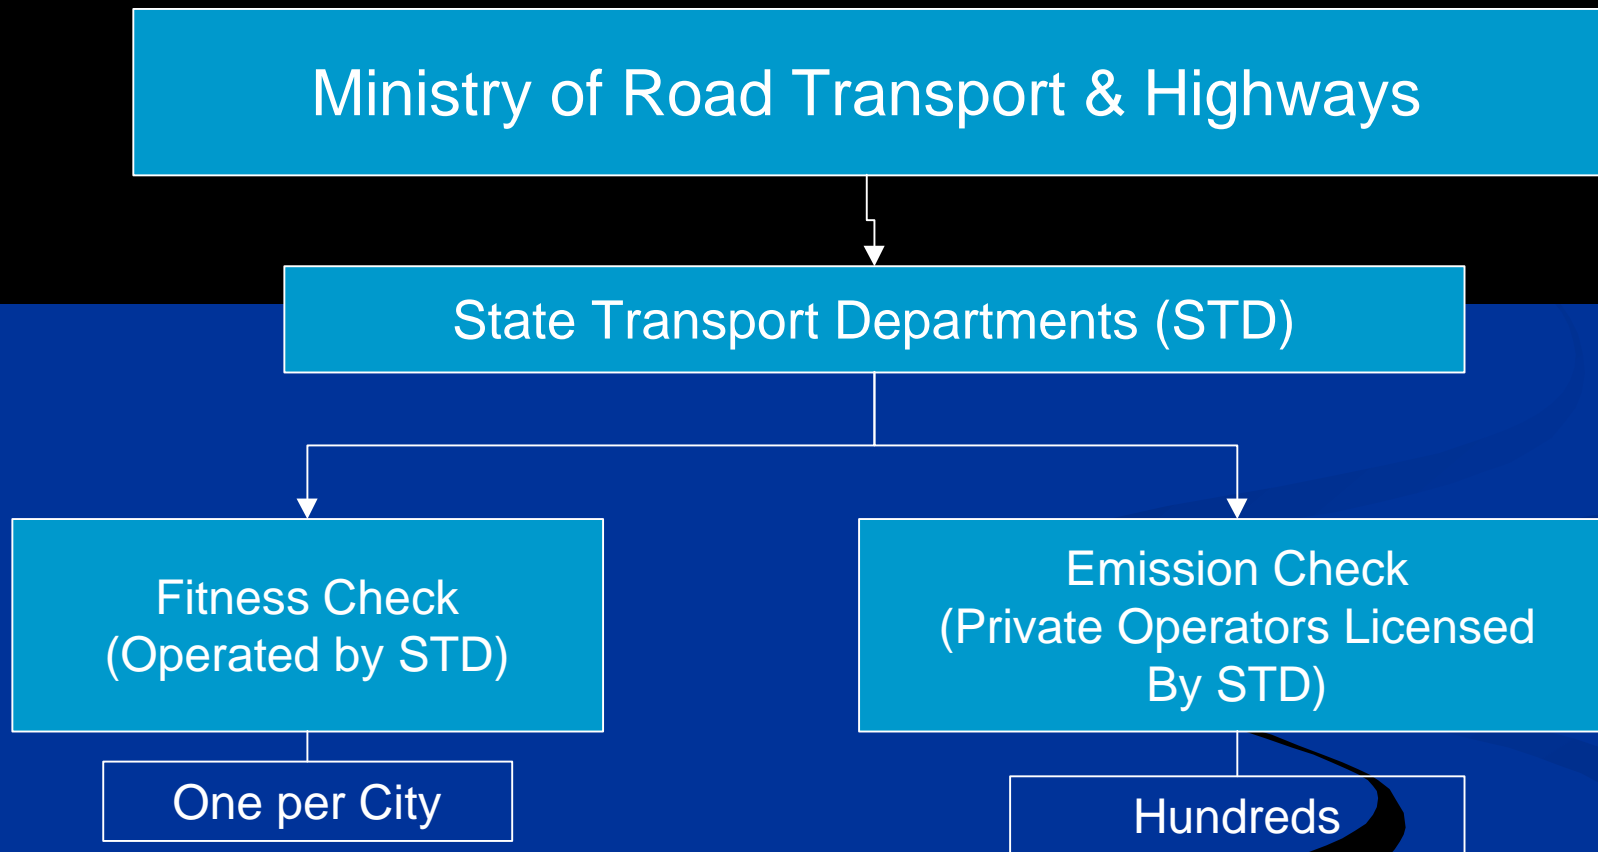 Ministry of Road Transport & Highways
State Transport Departments (STD)
Fitness Check
(Operated by STD)
Emission Check
(Private Operators Licensed
By STD)
One per City
Hundreds